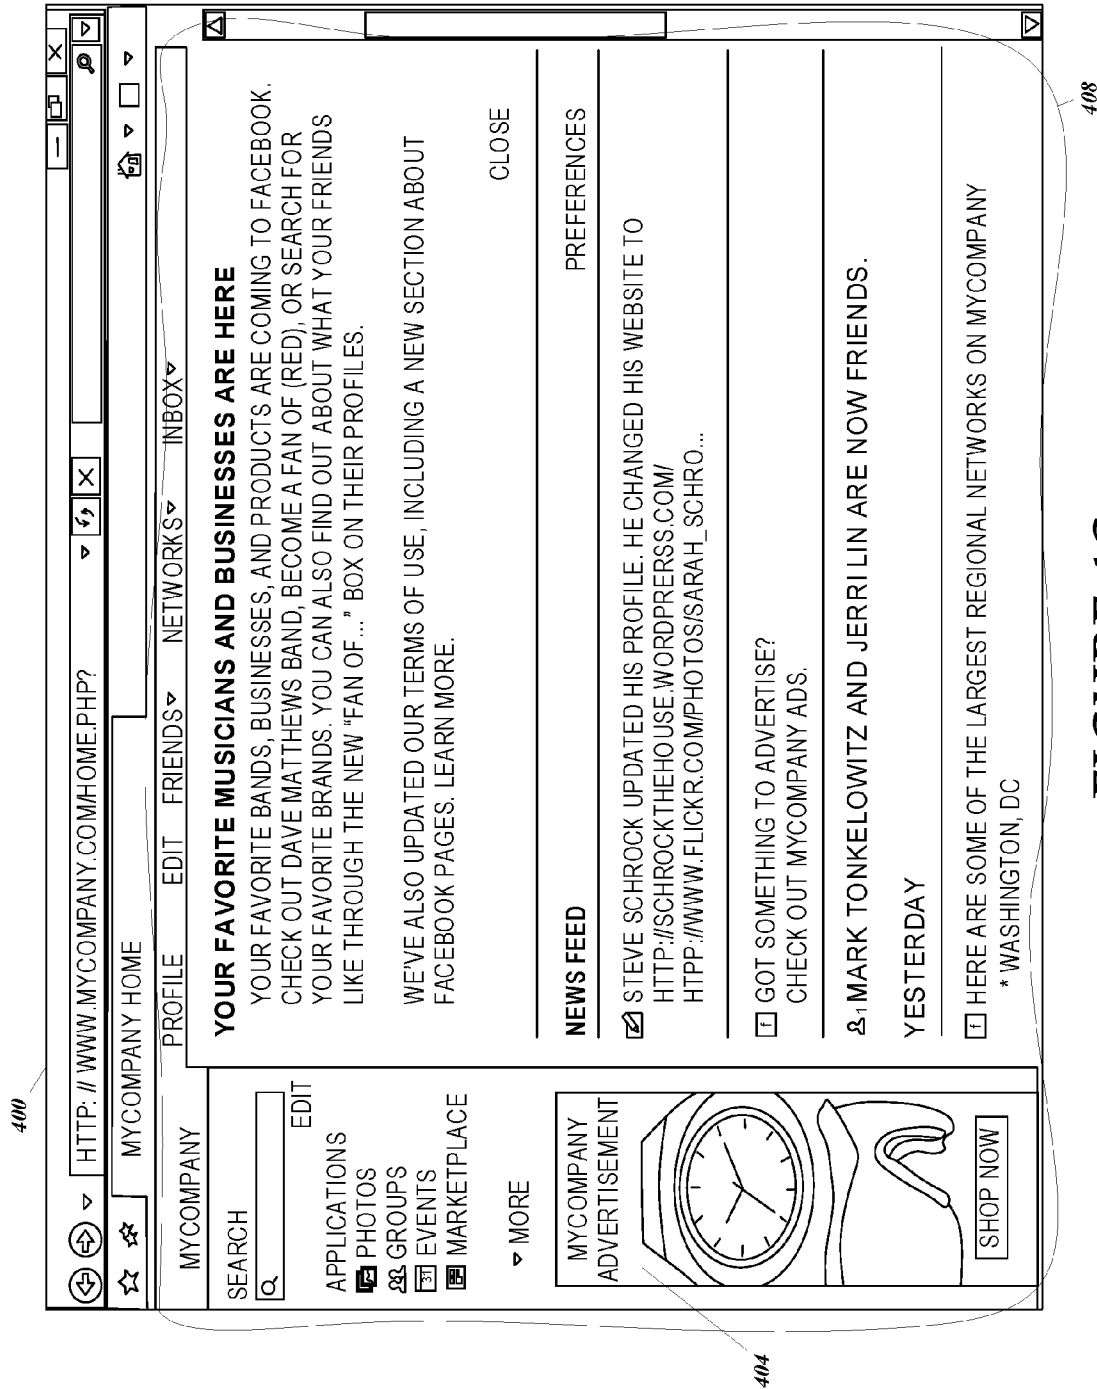 400
HTTP: // WWW.MYCOMPANY.COM/HOME.PHP?
MYCOMPANY HOME
MYCOMPANY
PROFILE EDIT FRIENDS NETWORKS INBOX
SEARCH
EDIT
APPLICATIONS
PHOTOS
GROUPS
31 EVENTS
MARKETPLACE
MORE
MYCOMPANY
ADVERTISEMENT
SHOP NOW
404
YOUR FAVORITE MUSICIANS AND BUSINESSES ARE HERE
YOUR FAVORITE BANDS, BUSINESSES, AND PRODUCTS ARE COMING TO FACEBOOK.
CHECK OUT DAVE MATTHEWS BAND, BECOME A FAN OF (RED), OR SEARCH FOR
YOUR FAVORITE BRANDS. YOU CAN ALSO FIND OUT ABOUT WHAT YOUR FRIENDS
LIKE THROUGH THE NEW "FAN OF..." BOX ON THEIR PROFILES.
WE'VE ALSO UPDATED OUR TERMS OF USE, INCLUDING A NEW SECTION ABOUT
FACEBOOK PAGES. LEARN MORE.
CLOSE
NEWS FEED PREFERENCES
STEVE SCHROCK UPDATED HIS PROFILE. HE CHANGED HIS WEBSITE TO
HTTP://SCHROCKTHEHOUSE.WORDPRERSS.COM/
HTPP://WWW.FLICKR.COM/PHOTOS/SARAH_SCHRO...
f GOT SOMETHING TO ADVERTISE?
CHECK OUT MYCOMPANY ADS.
1 MARK TONKELOWITZ AND JERRI LIN ARE NOW FRIENDS.
YESTERDAY
f HERE ARE SOME OF THE LARGEST REGIONAL NETWORKS ON MYCOMPANY
* WASHINGTON, DC
408